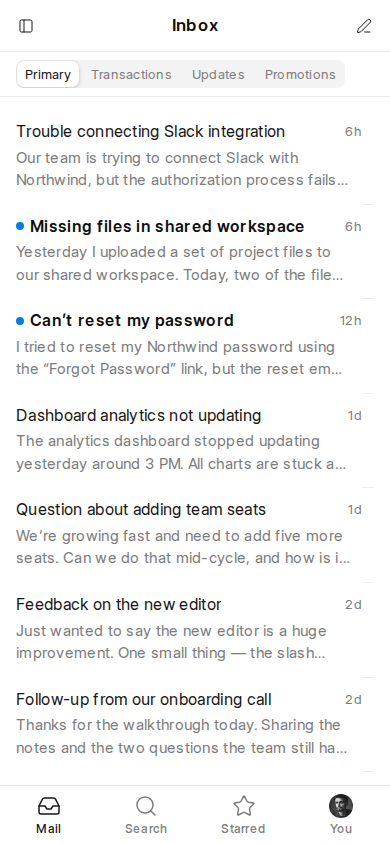 Inbox
Primary Transactions Updates Promotions
Trouble connecting Slack integration 6h
Our team is trying to connect Slack with
Northwind, but the authorization process fails...
Missing files in shared workspace 6h
Yesterday I uploaded a set of project files to
our shared workspace. Today, two of the file...
Can’t reset my password 12h
I tried to reset my Northwind password using
the “Forgot Password” link, but the reset em...
Dashboard analytics not updating 1d
The analytics dashboard stopped updating
yesterday around 3 PM. All charts are stuck a...
Question about adding team seats 1d
We’re growing fast and need to add five more
seats. Can we do that mid-cycle, and how is i...
Feedback on the new editor 2d
Just wanted to say the new editor is a huge
improvement. One small thing — the slash...
Follow-up from our onboarding call 2d
Thanks for the walkthrough today. Sharing the
notes and the two questions the team still ha...
Mail Search Starred You